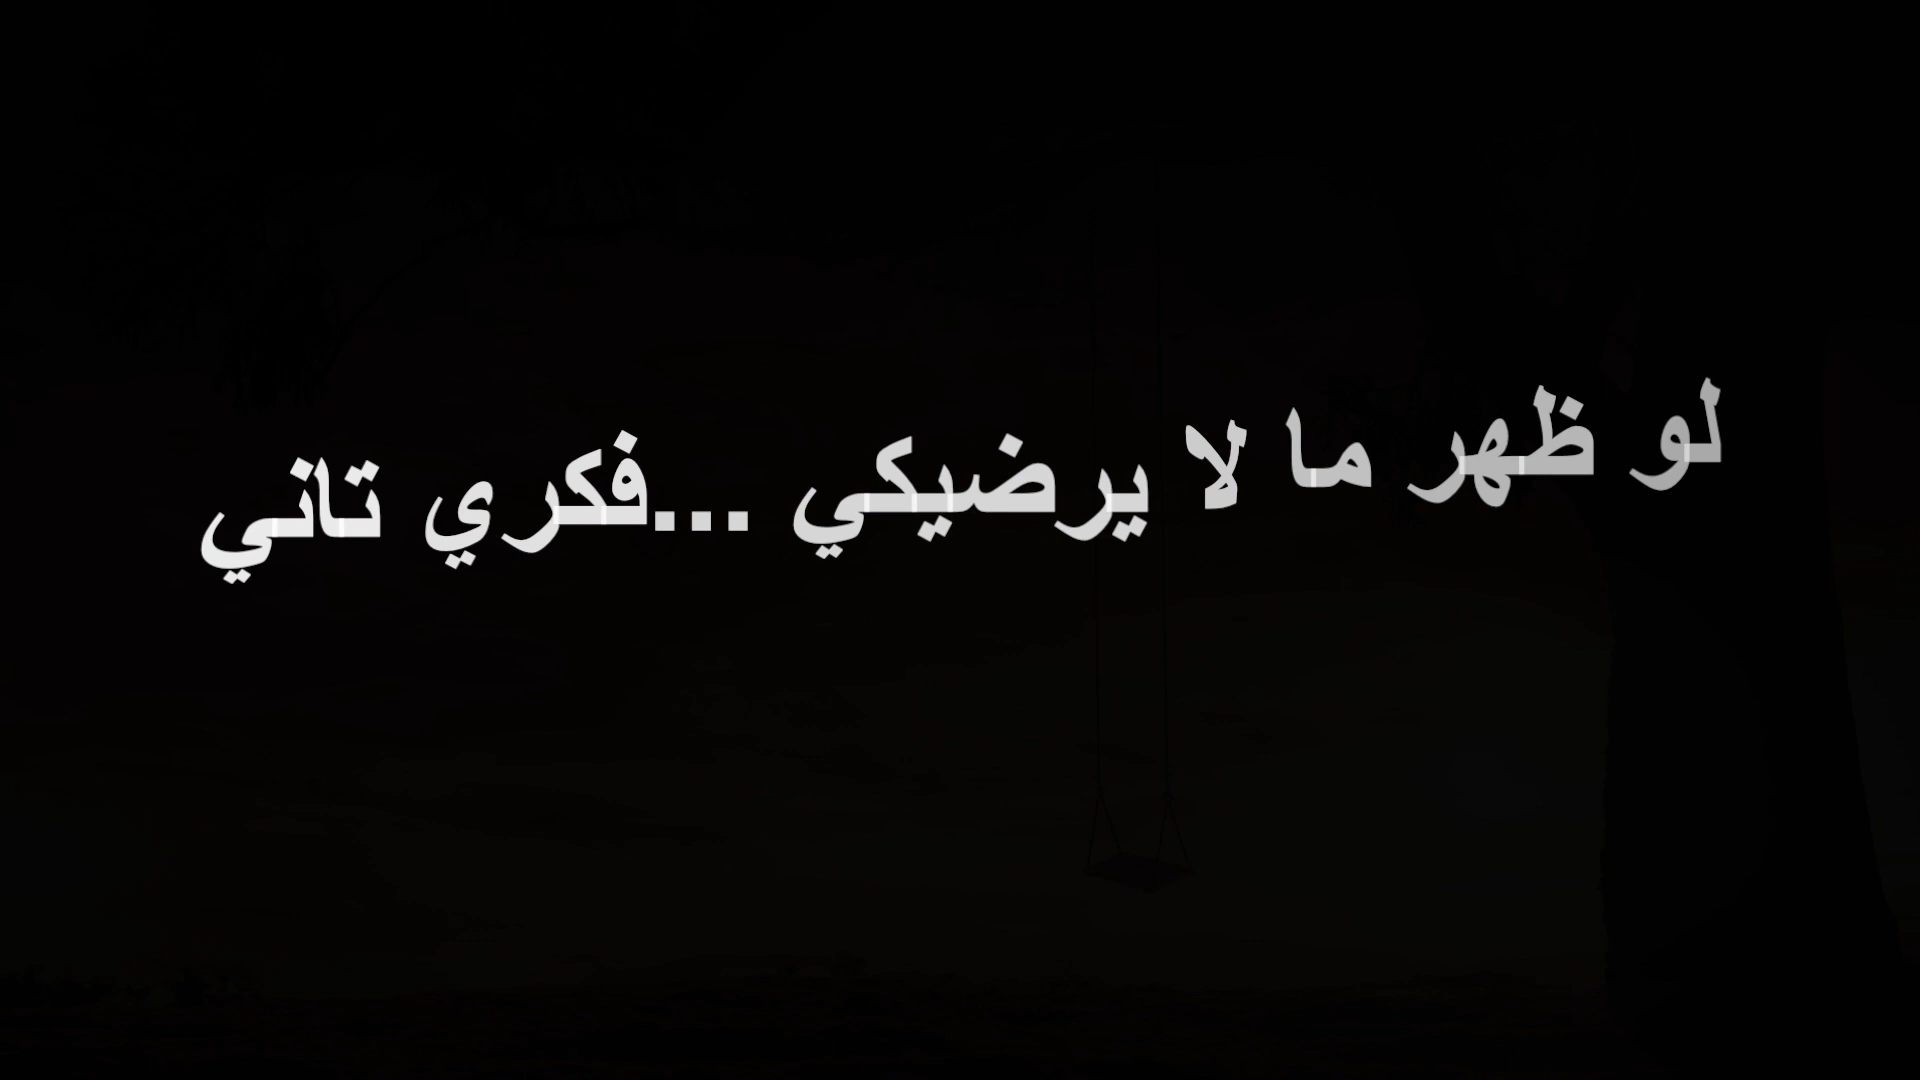 لو ظهر ما لا يرضيكي ...فكري تاني